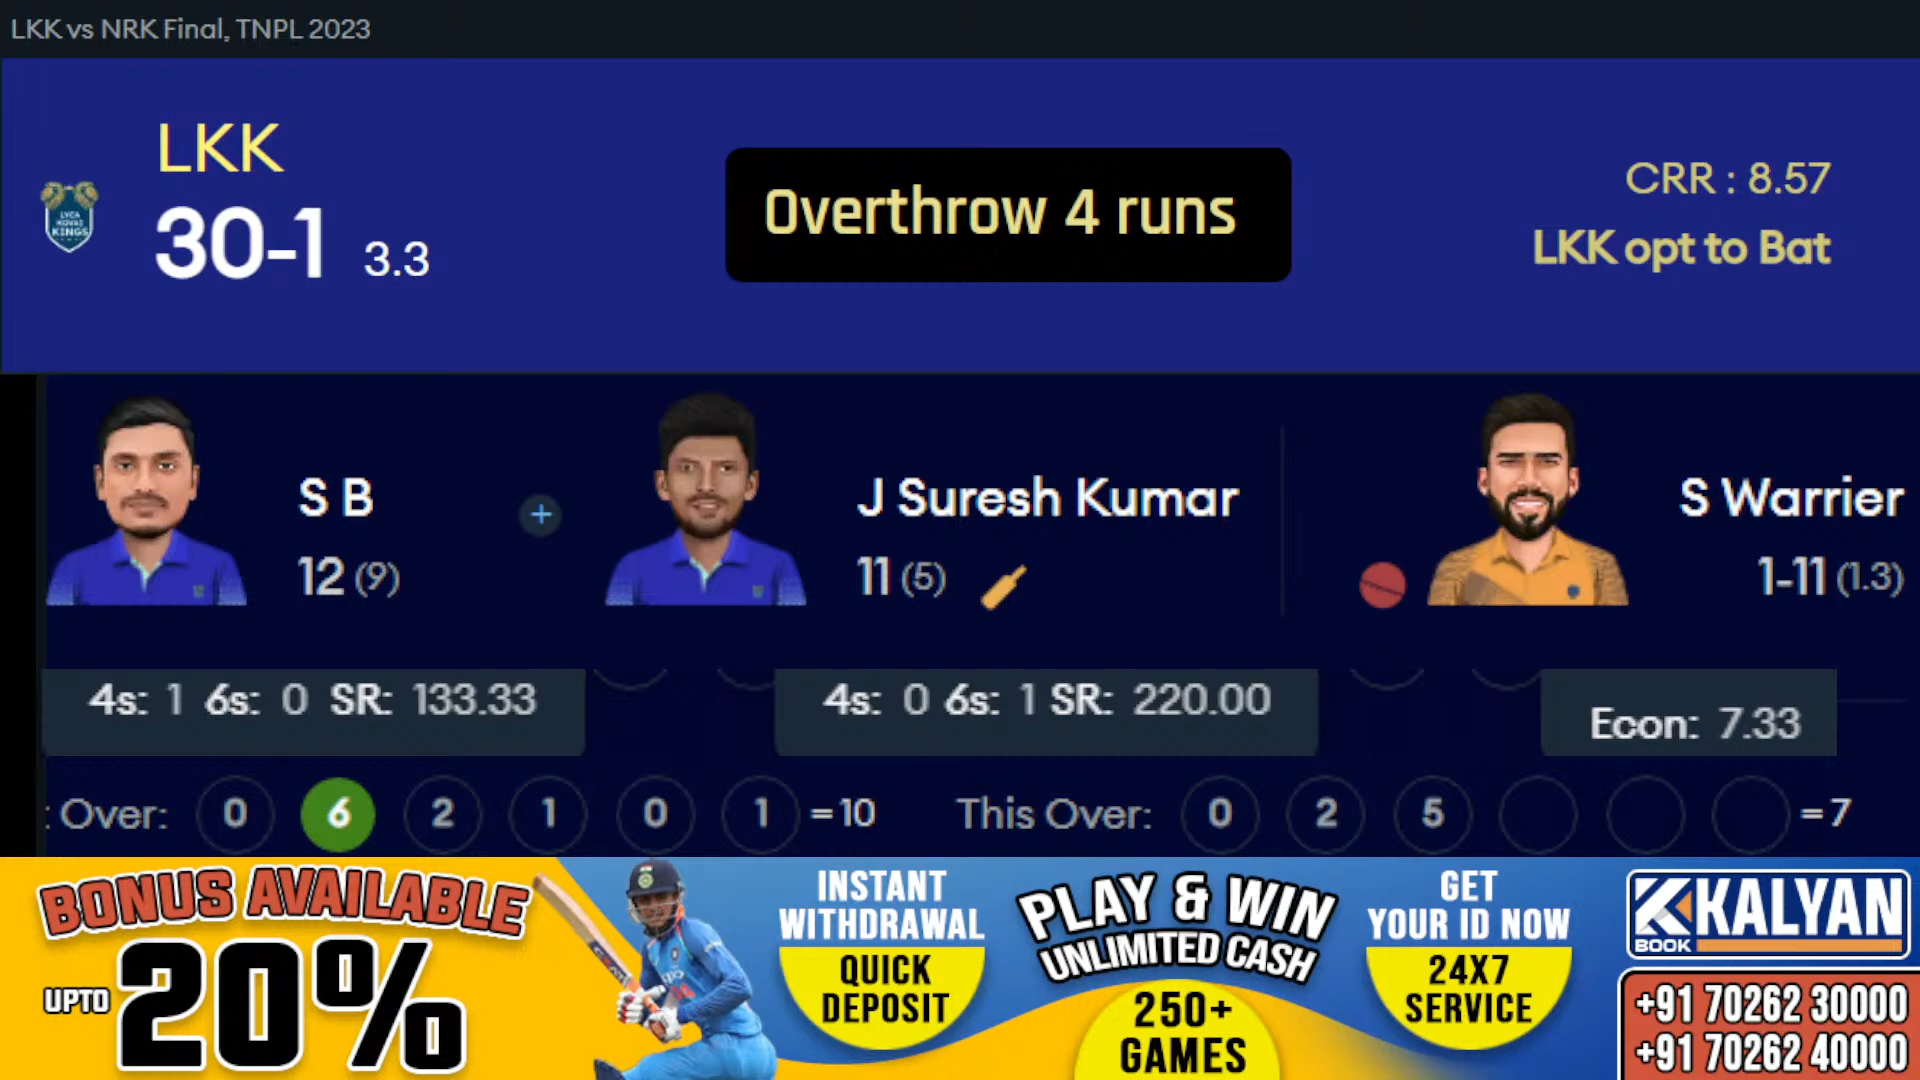 LKK vs NRK Final, TNPL 2023
LKK
30-1 3.3
LYCA
KOVAI
KINGS
Overthrow 4 runs
CRR : 8.57
LKK opt to Bat
S B
12 (9)
+
J Suresh Kumar
11 (5)
S Warrier
1-11 (1.3)
4s: 1 6s: 0 SR: 133.33
4s: 0 6s: 1 SR: 220.00
Econ: 7.33
: Over: 0 6 2 1 0 1 = 10
This Over: 0 2 5 = 7
BONUS AVAILABLE
UPTO 20%
INSTANT
WITHDRAWAL
QUICK
DEPOSIT
PLAY & WIN
UNLIMITED CASH
250+
GAMES
GET
YOUR ID NOW
24X7
SERVICE
KALYAN
BOOK
+91 70262 30000
+91 70262 40000